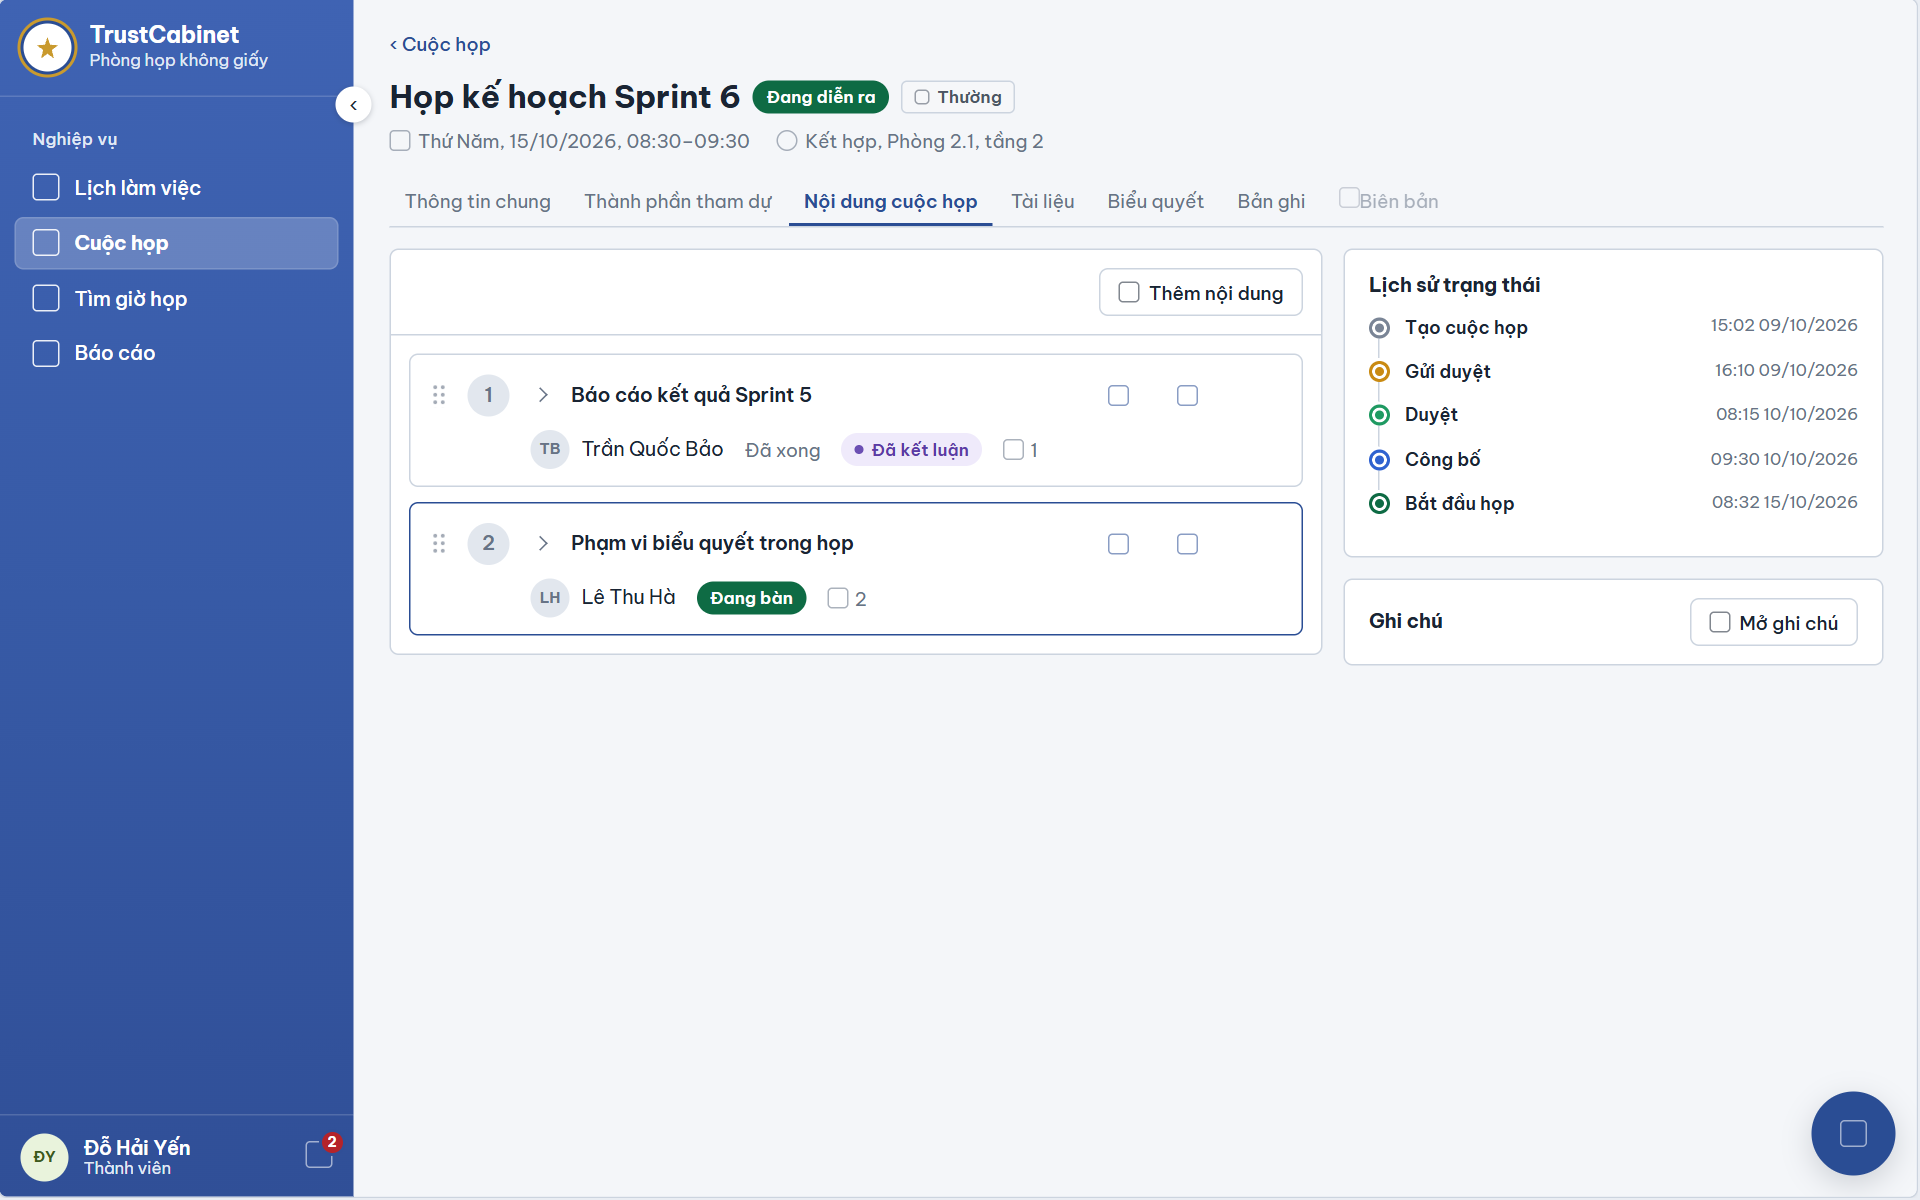 TrustCabinet
Phòng họp không giấy
Nghiệp vụ
Lịch làm việc
Cuộc họp
Tìm giờ họp
Báo cáo
ĐY
Đỗ Hải Yến
Thành viên
2
‹ Cuộc họp
Họp kế hoạch Sprint 6
Đang diễn ra
Thường
Thứ Năm, 15/10/2026, 08:30–09:30
Kết hợp, Phòng 2.1, tầng 2
Thông tin chung
Thành phần tham dự
Nội dung cuộc họp
Tài liệu
Biểu quyết
Bản ghi
Biên bản
Thêm nội dung
1
Báo cáo kết quả Sprint 5
TB
Trần Quốc Bảo
Đã xong
Đã kết luận
1
2
Phạm vi biểu quyết trong họp
LH
Lê Thu Hà
Đang bàn
2
Lịch sử trạng thái
Tạo cuộc họp
15:02 09/10/2026
Gửi duyệt
16:10 09/10/2026
Duyệt
08:15 10/10/2026
Công bố
09:30 10/10/2026
Bắt đầu họp
08:32 15/10/2026
Ghi chú
Mở ghi chú